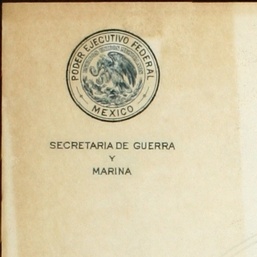 PODER EJECUTIVO FEDERAL
MEXICO
SECRETARIA DE GUERRA
Y
MARINA